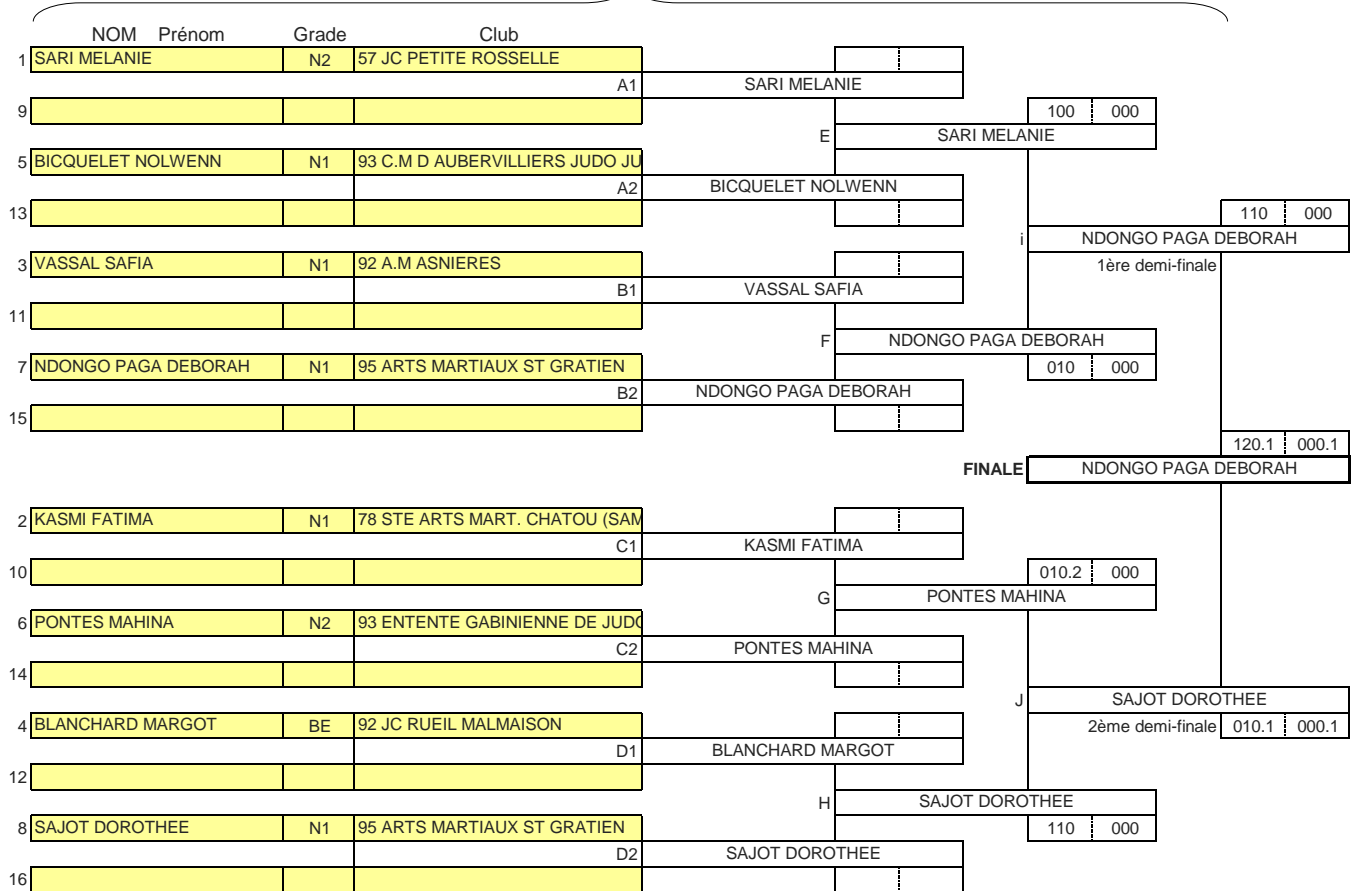 NOM Prénom Grade Club
1 SARI MELANIE N2 57 JC PETITE ROSSELLE
A1 SARI MELANIE
9 100 000
E SARI MELANIE
5 BICQUELET NOLWENN N1 93 C.M D AUBERVILLIERS JUDO JU
A2 BICQUELET NOLWENN
13 110 000
i NDONGO PAGA DEBORAH
3 VASSAL SAFIA N1 92 A.M ASNIERES 1ère demi-finale
B1 VASSAL SAFIA
11
F NDONGO PAGA DEBORAH
7 NDONGO PAGA DEBORAH N1 95 ARTS MARTIAUX ST GRATIEN 010 000
B2 NDONGO PAGA DEBORAH
15
120.1 000.1
FINALE NDONGO PAGA DEBORAH
2 KASMI FATIMA N1 78 STE ARTS MART. CHATOU (SAM
C1 KASMI FATIMA
10 010.2 000
G PONTES MAHINA
6 PONTES MAHINA N2 93 ENTENTE GABINIENNE DE JUDO
C2 PONTES MAHINA
14
J SAJOT DOROTHEE
4 BLANCHARD MARGOT BE 92 JC RUEIL MALMAISON 2ème demi-finale 010.1 000.1
D1 BLANCHARD MARGOT
12
H SAJOT DOROTHEE
8 SAJOT DOROTHEE N1 95 ARTS MARTIAUX ST GRATIEN 110 000
D2 SAJOT DOROTHEE
16